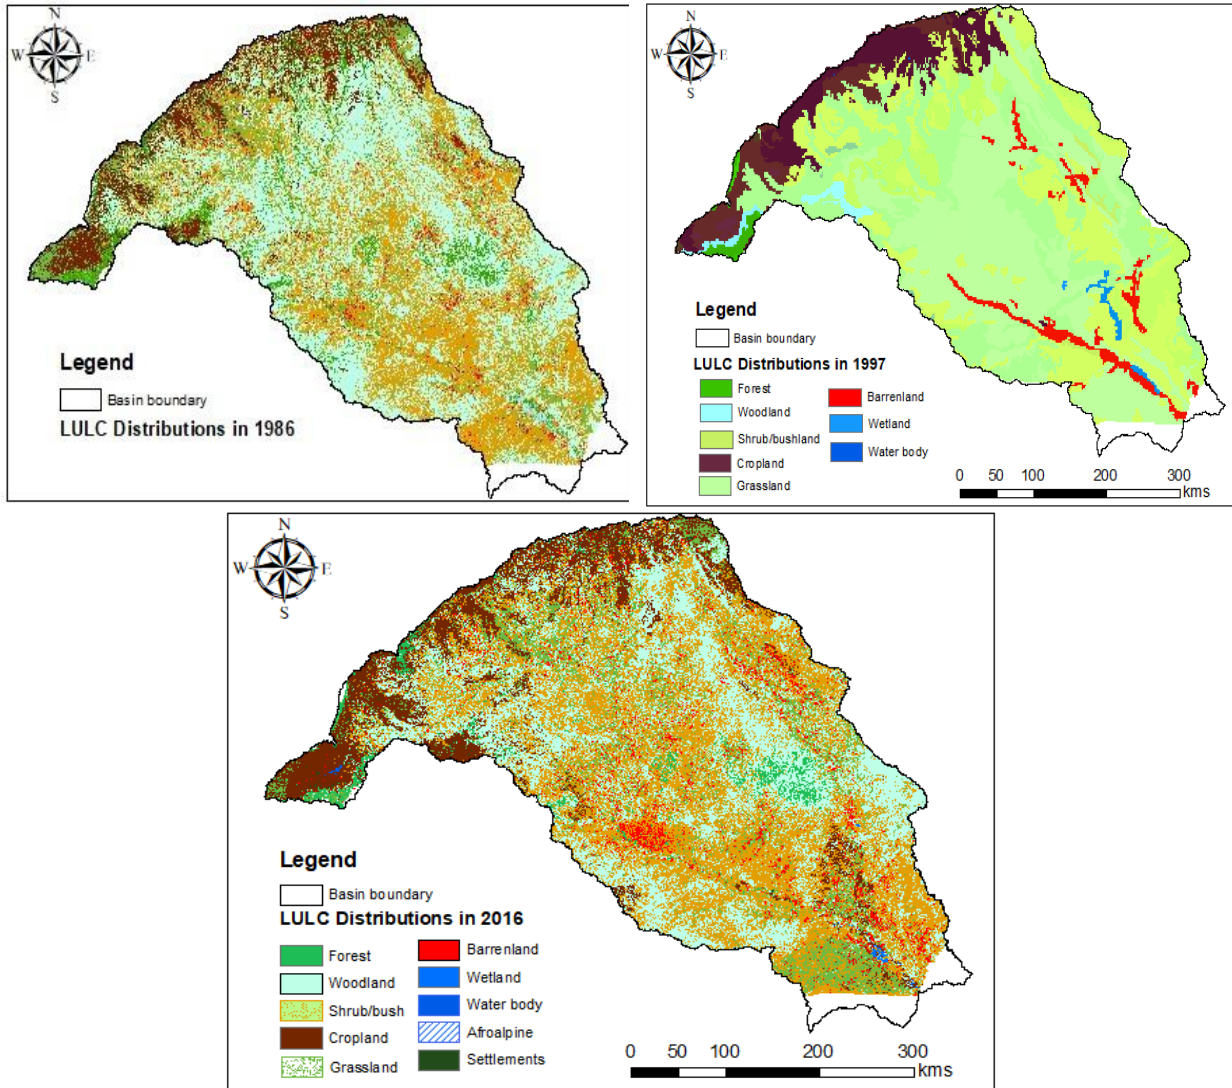 N
W E
S
Legend
Basin boundary
LULC Distributions in 1986
N
W E
S
Legend
Basin boundary
LULC Distributions in 1997
Forest
Woodland
Shrub/bushland
Cropland
Grassland
Barrenland
Wetland
Water body
0 50 100 200 300
kms
N
W E
S
Legend
Basin boundary
LULC Distributions in 2016
Forest
Woodland
Shrub/bush
Cropland
Grassland
Barrenland
Wetland
Water body
Afroalpine
Settlements
0 50 100 200 300
kms